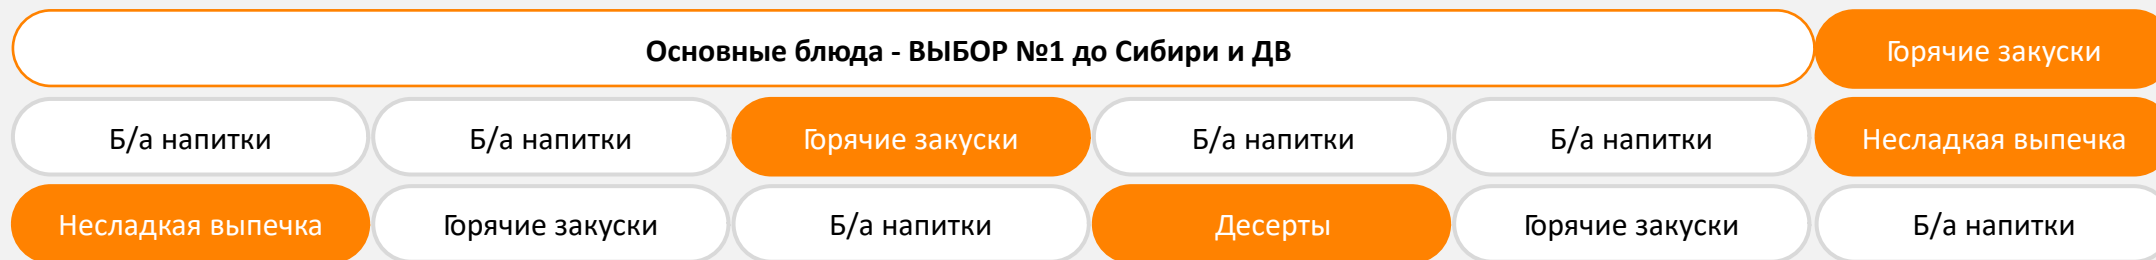 Основные блюда - ВЫБОР №1 до Сибири и ДВ Горячие закуски
Б/а напитки Б/а напитки Горячие закуски Б/а напитки Б/а напитки Несладкая выпечка
Несладкая выпечка Горячие закуски Б/а напитки Десерты Горячие закуски Б/а напитки